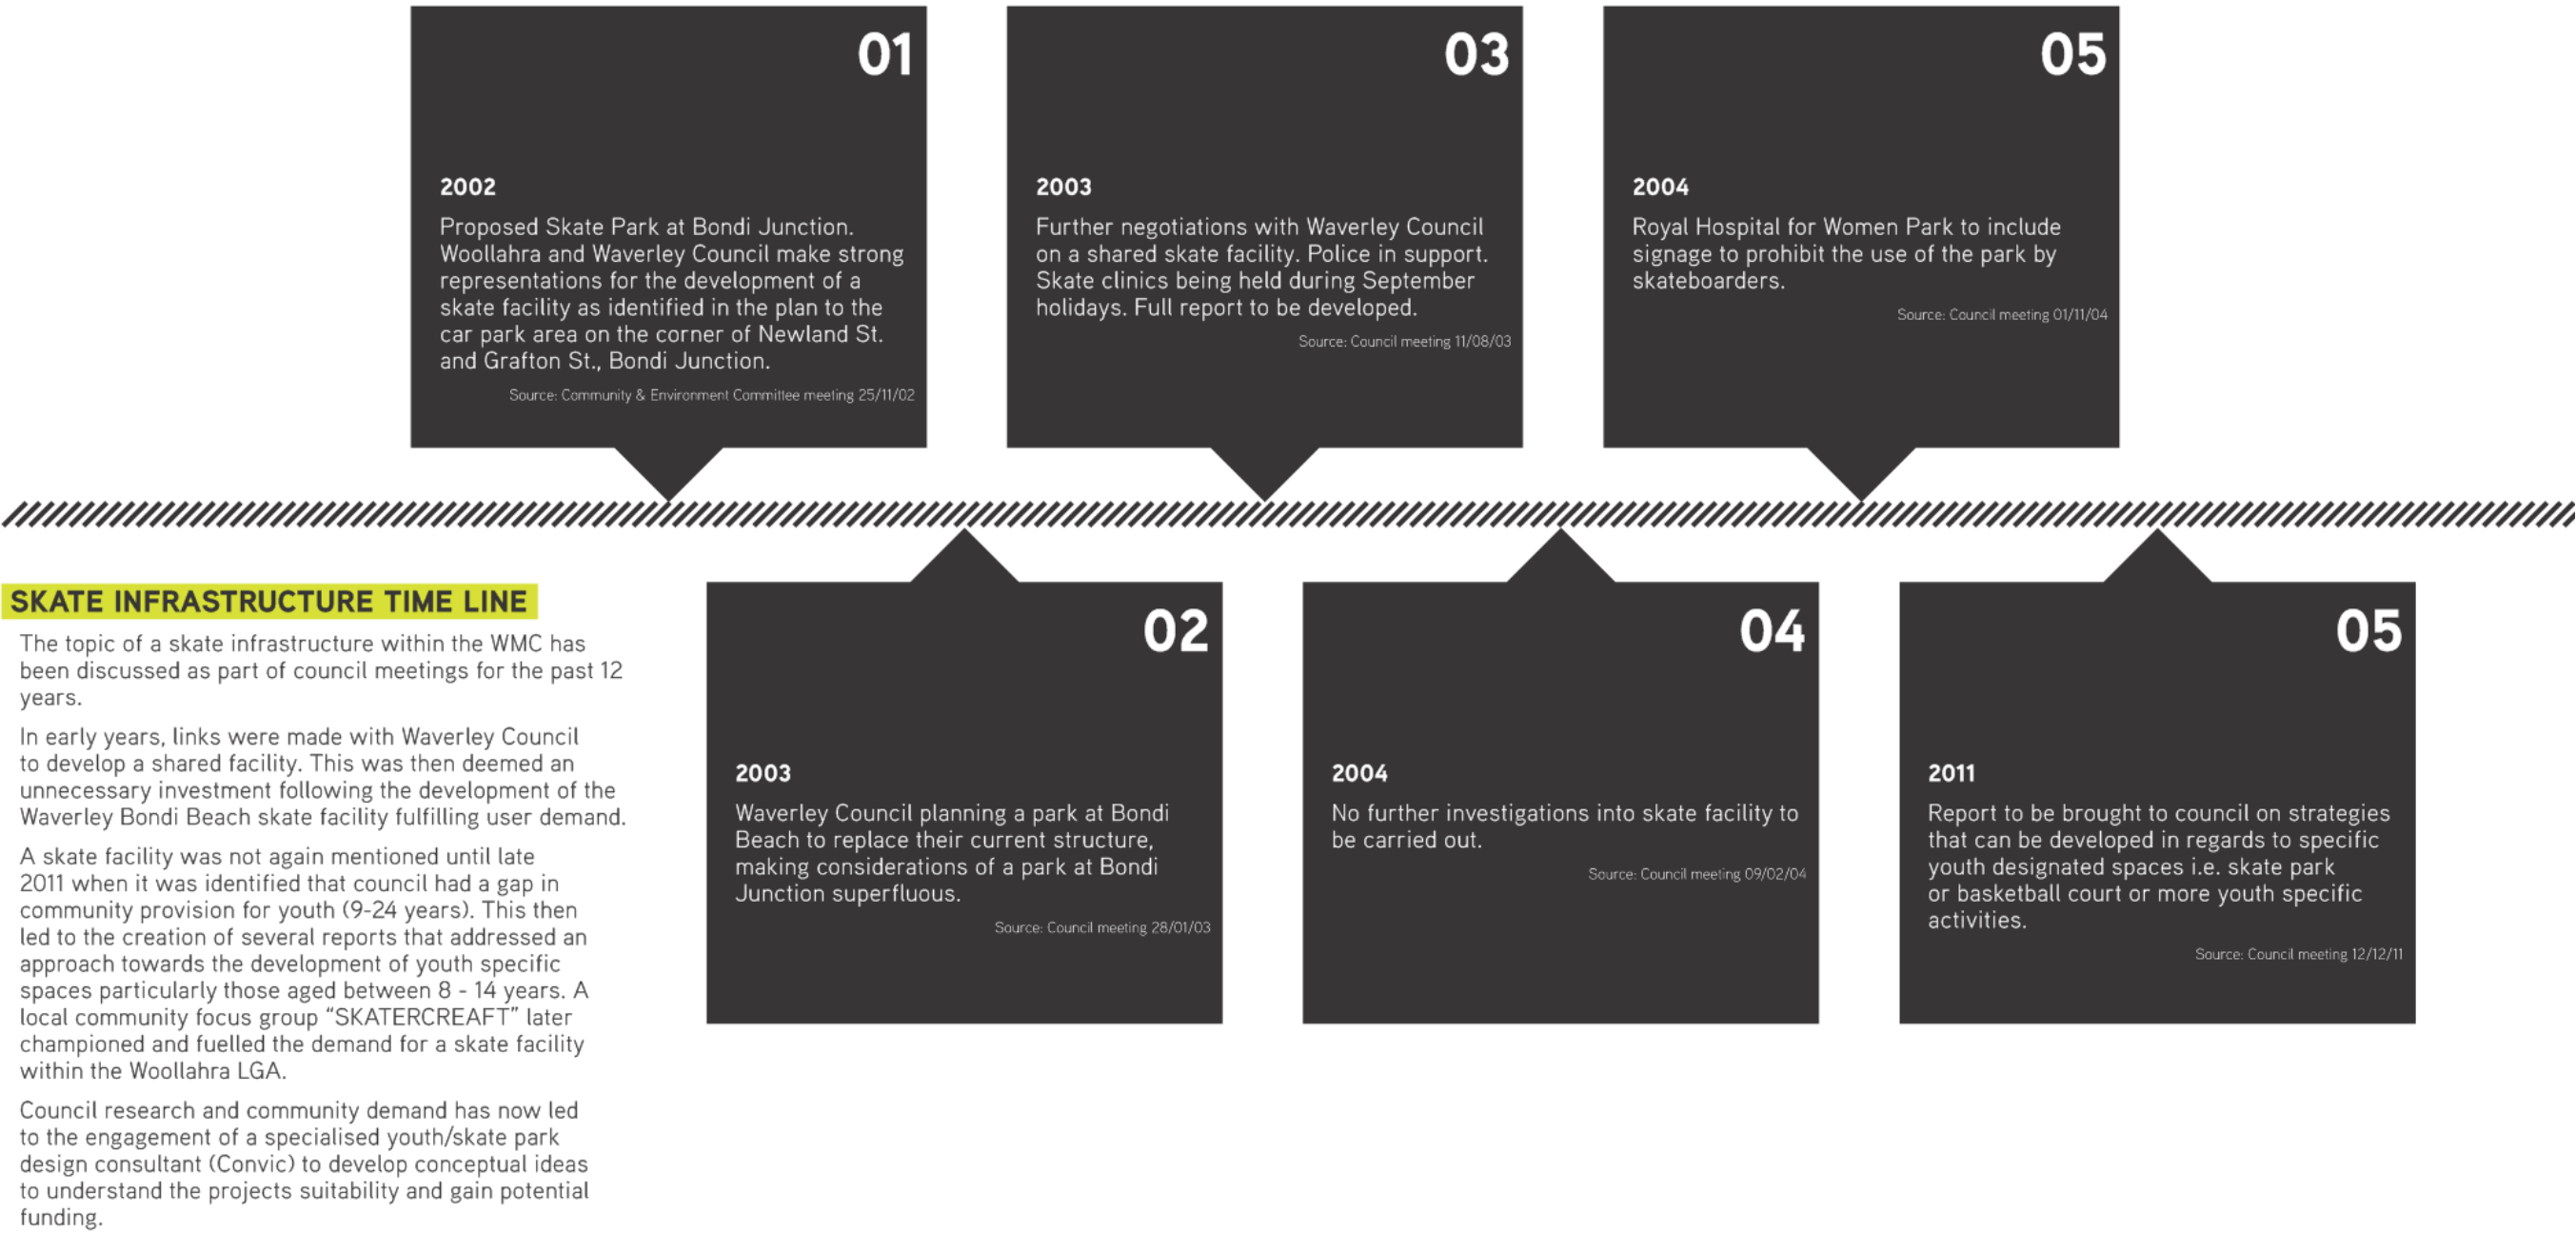 01
2002
Proposed Skate Park at Bondi Junction.
Woollahra and Waverley Council make strong
representations for the development of a
skate facility as identified in the plan to the
car park area on the corner of Newland St.
and Grafton St., Bondi Junction.
Source: Community & Environment Committee meeting 25/11/02
03
2003
Further negotiations with Waverley Council
on a shared skate facility. Police in support.
Skate clinics being held during September
holidays. Full report to be developed.
Source: Council meeting 11/08/03
05
2004
Royal Hospital for Women Park to include
signage to prohibit the use of the park by
skateboarders.
Source: Council meeting 01/11/04
SKATE INFRASTRUCTURE TIME LINE
The topic of a skate infrastructure within the WMC has
been discussed as part of council meetings for the past 12
years.
In early years, links were made with Waverley Council
to develop a shared facility. This was then deemed an
unnecessary investment following the development of the
Waverley Bondi Beach skate facility fulfilling user demand.
A skate facility was not again mentioned until late
2011 when it was identified that council had a gap in
community provision for youth (9-24 years). This then
led to the creation of several reports that addressed an
approach towards the development of youth specific
spaces particularly those aged between 8 - 14 years. A
local community focus group “SKATERCREAFT” later
championed and fuelled the demand for a skate facility
within the Woollahra LGA.
Council research and community demand has now led
to the engagement of a specialised youth/skate park
design consultant (Convic) to develop conceptual ideas
to understand the projects suitability and gain potential
funding.
02
2003
Waverley Council planning a park at Bondi
Beach to replace their current structure,
making considerations of a park at Bondi
Junction superfluous.
Source: Council meeting 28/01/03
04
2004
No further investigations into skate facility to
be carried out.
Source: Council meeting 09/02/04
05
2011
Report to be brought to council on strategies
that can be developed in regards to specific
youth designated spaces i.e. skate park
or basketball court or more youth specific
activities.
Source: Council meeting 12/12/11